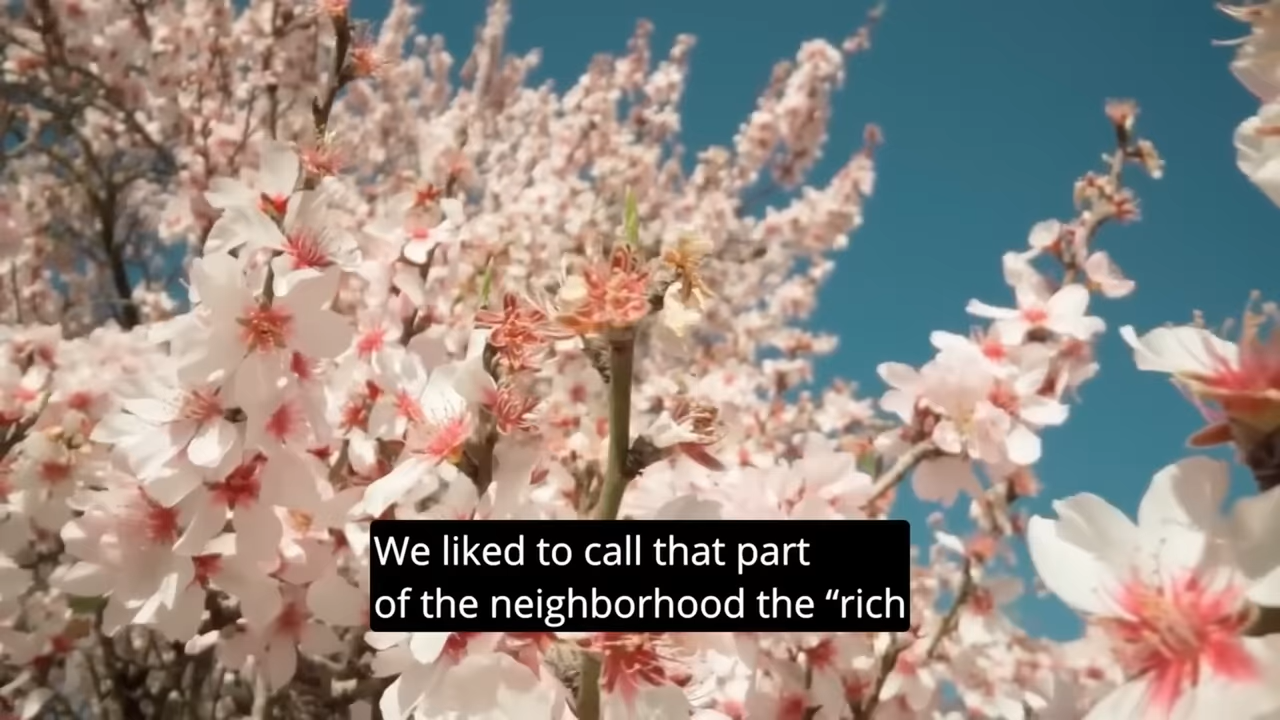 We liked to call that part
of the neighborhood the “rich